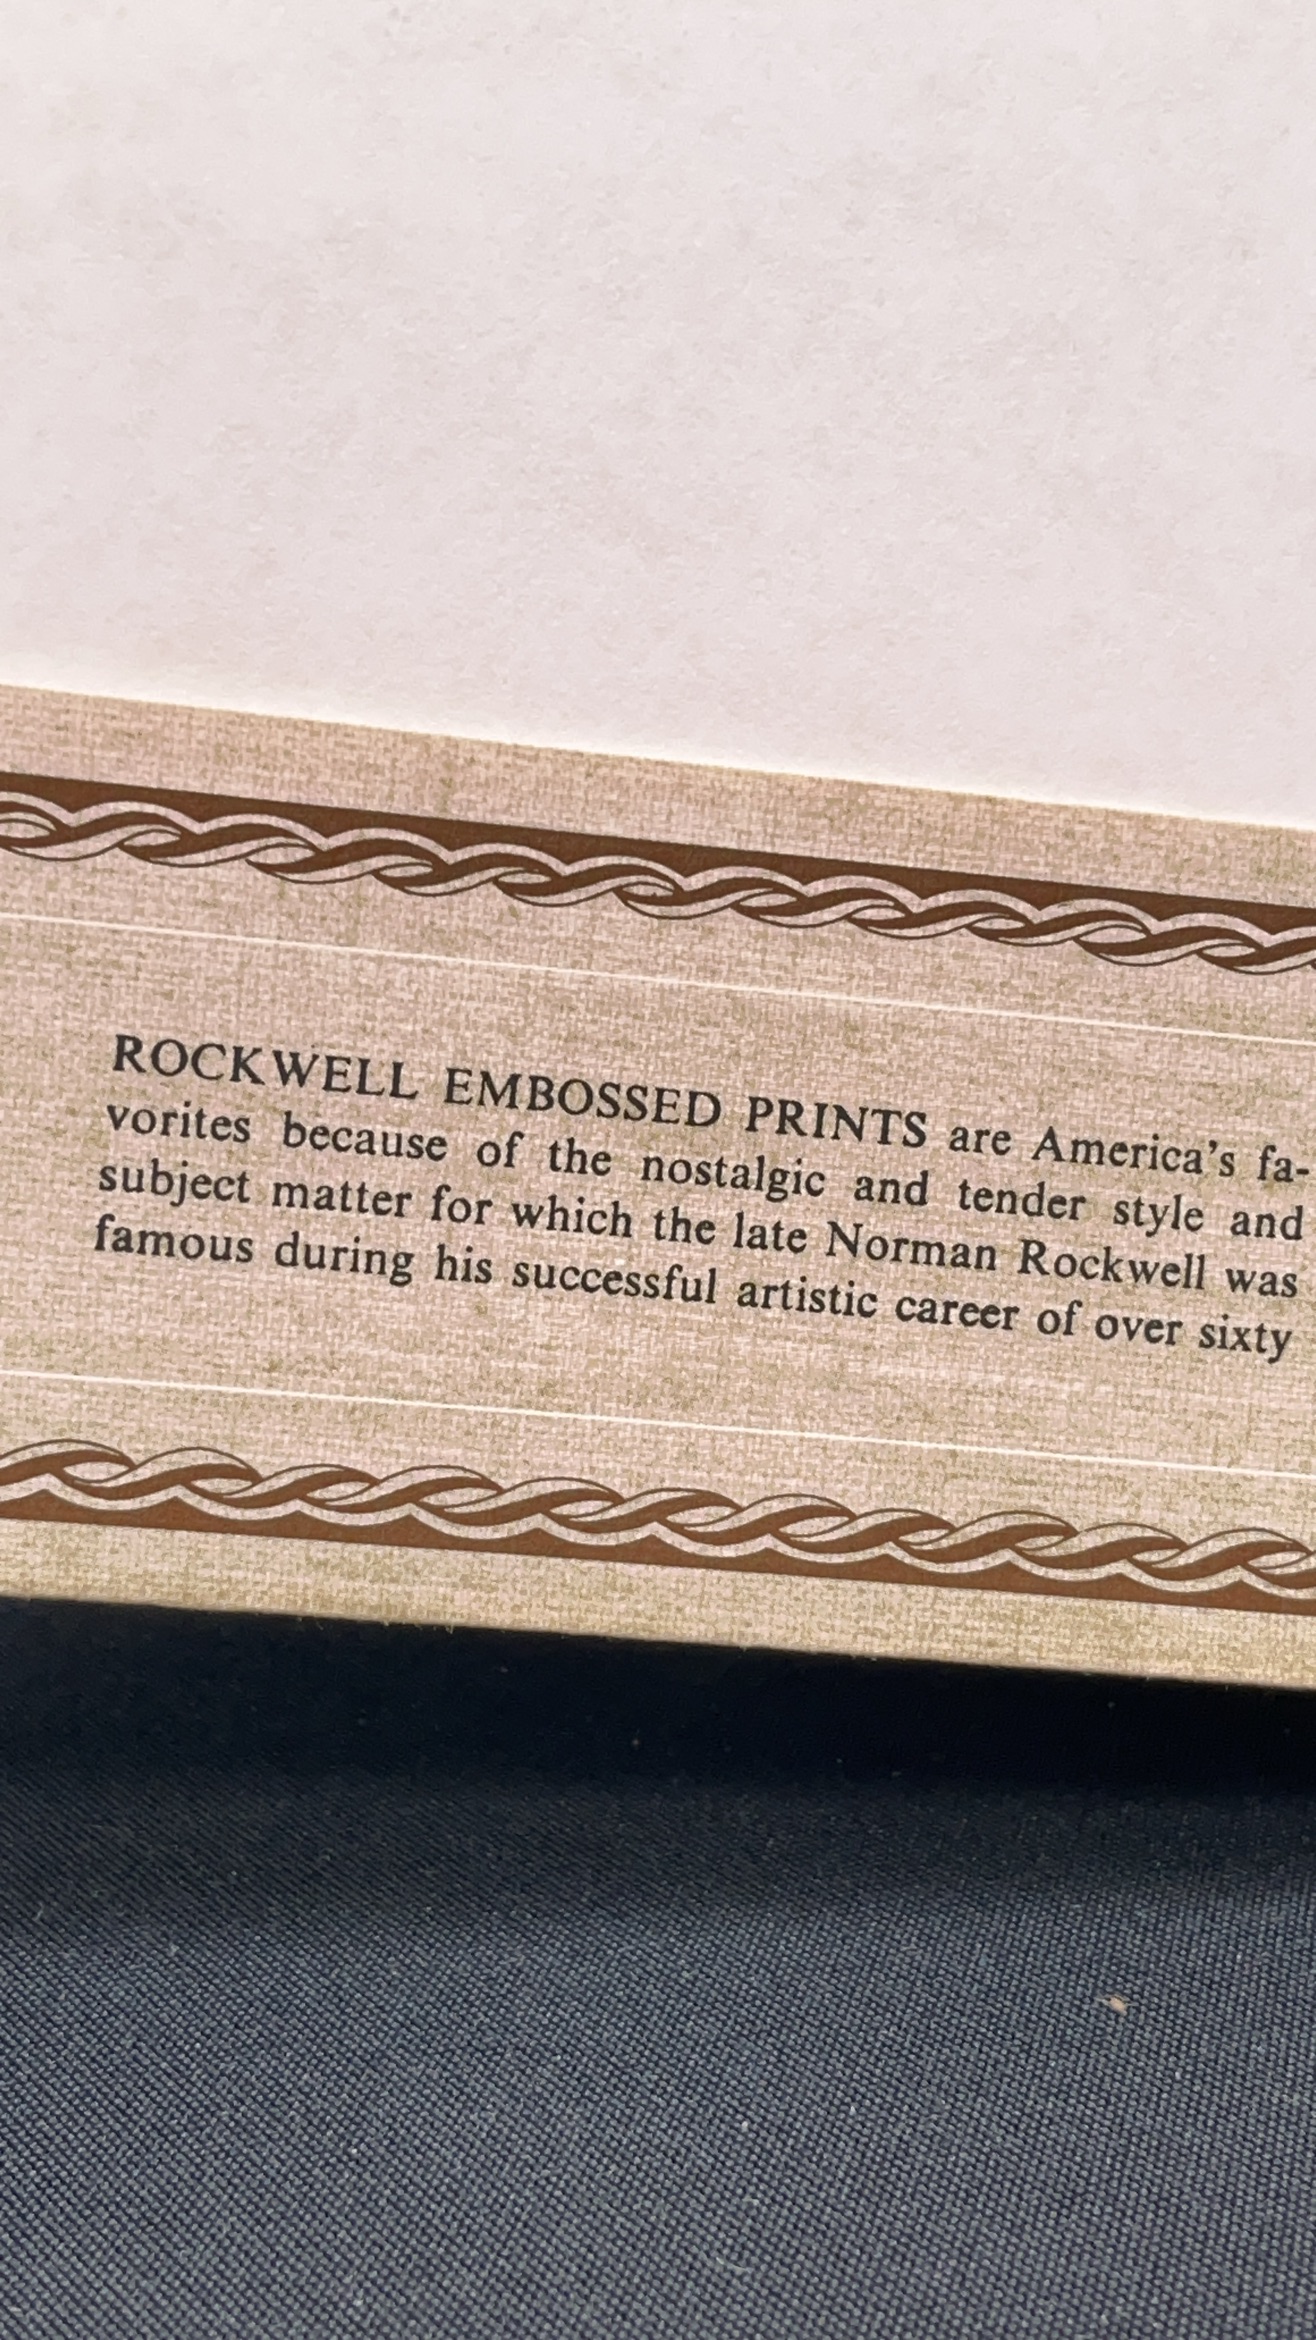 ROCKWELL EMBOSSED PRINTS are America's fa-
vorites because of the nostalgic and tender style and
subject matter for which the late Norman Rockwell was
famous during his successful artistic career of over sixty